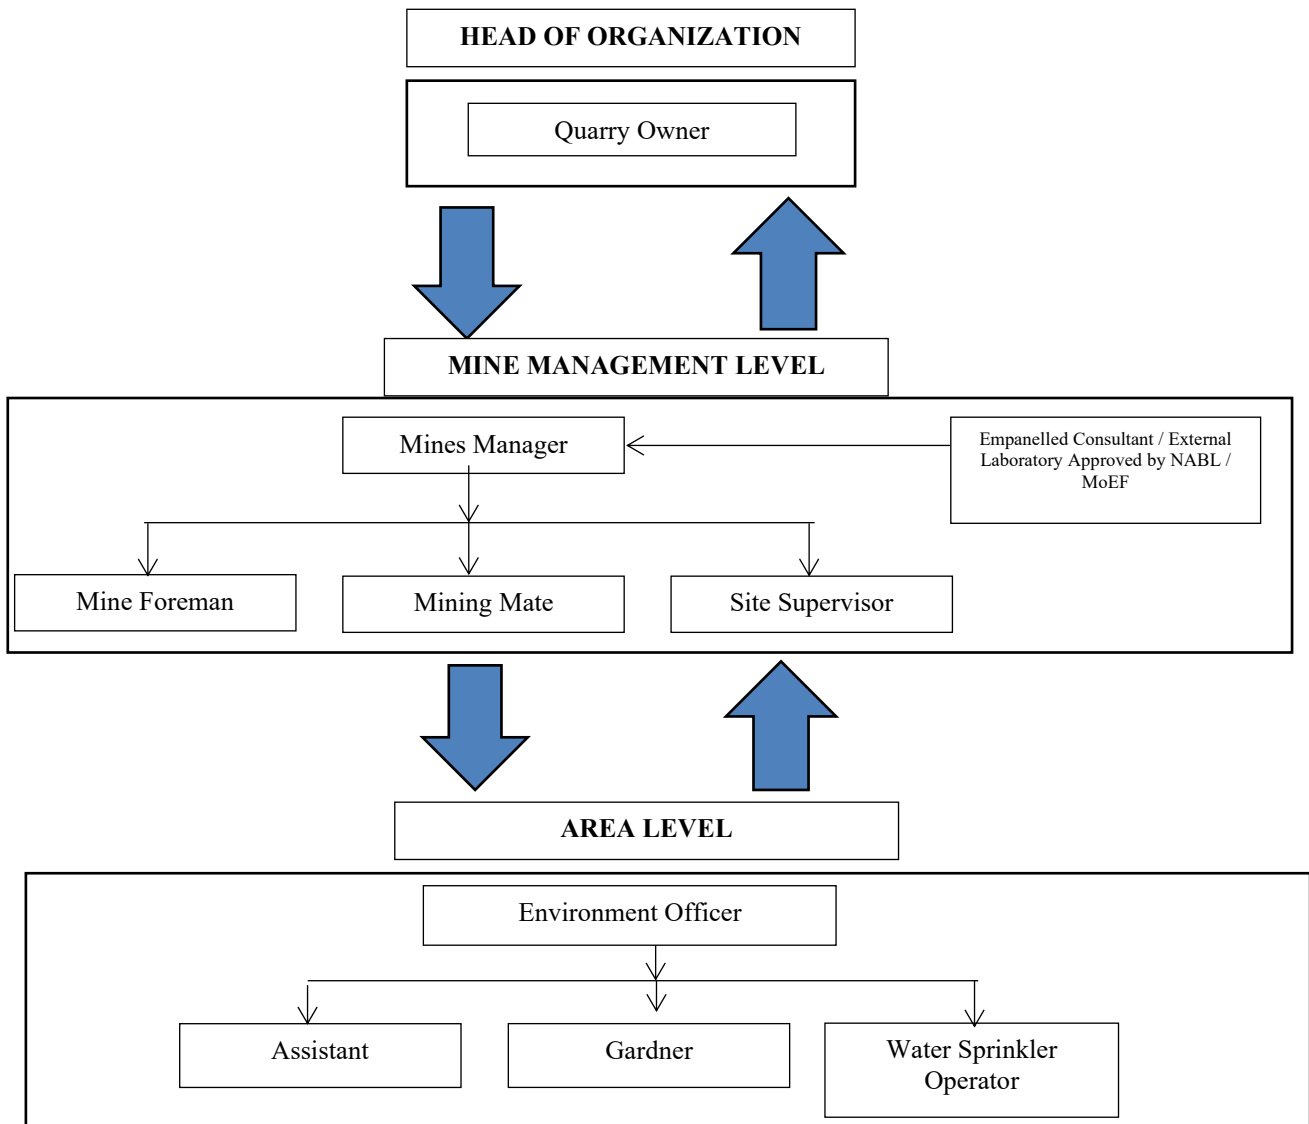 HEAD OF ORGANIZATION
Quarry Owner
MINE MANAGEMENT LEVEL
Mines Manager
Empanelled Consultant / External
Laboratory Approved by NABL /
MoEF
Mine Foreman
Mining Mate
Site Supervisor
AREA LEVEL
Environment Officer
Assistant
Gardner
Water Sprinkler
Operator